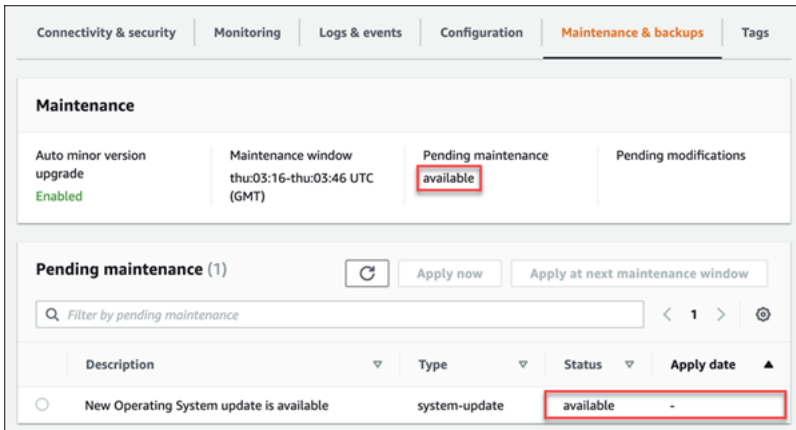 Connectivity & security Monitoring Logs & events Configuration Maintenance & backups Tags
Maintenance
Auto minor version upgrade
Enabled
Maintenance window
thu:03:16-thu:03:46 UTC
(GMT)
Pending maintenance
available
Pending modifications
Pending maintenance (1) Apply now Apply at next maintenance window
Filter by pending maintenance 1
Description Type Status Apply date
New Operating System update is available system-update available -